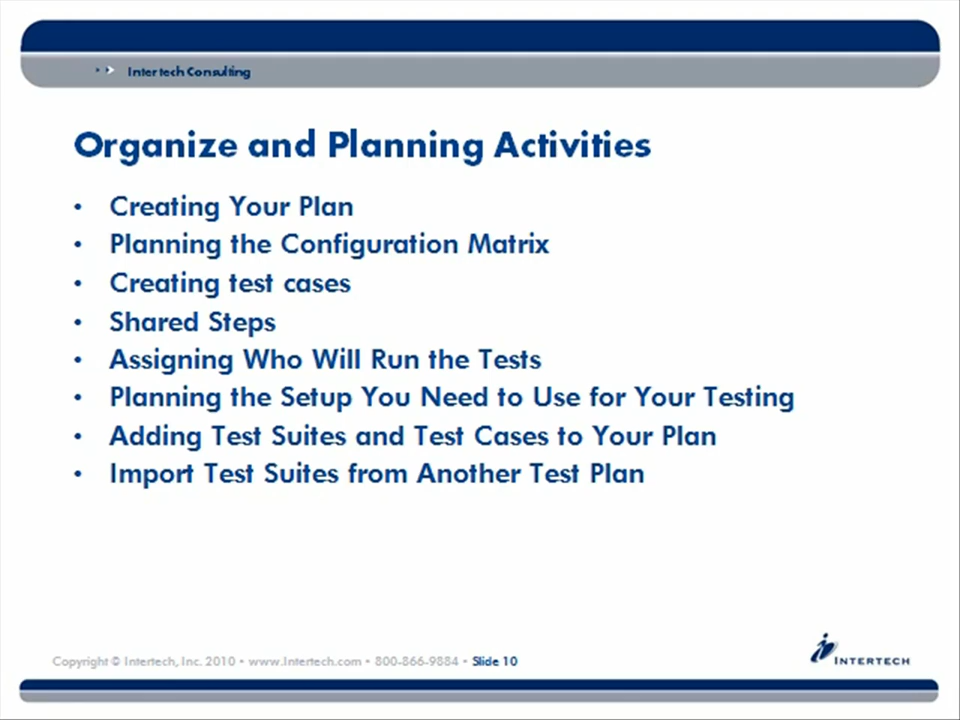 Intertech Consulting
Organize and Planning Activities
• Creating Your Plan
• Planning the Configuration Matrix
• Creating test cases
• Shared Steps
• Assigning Who Will Run the Tests
• Planning the Setup You Need to Use for Your Testing
• Adding Test Suites and Test Cases to Your Plan
• Import Test Suites from Another Test Plan
Copyright © Intertech, Inc. 2010 • www.Intertech.com • 800-866-9884 • Slide 10
INTERTECH